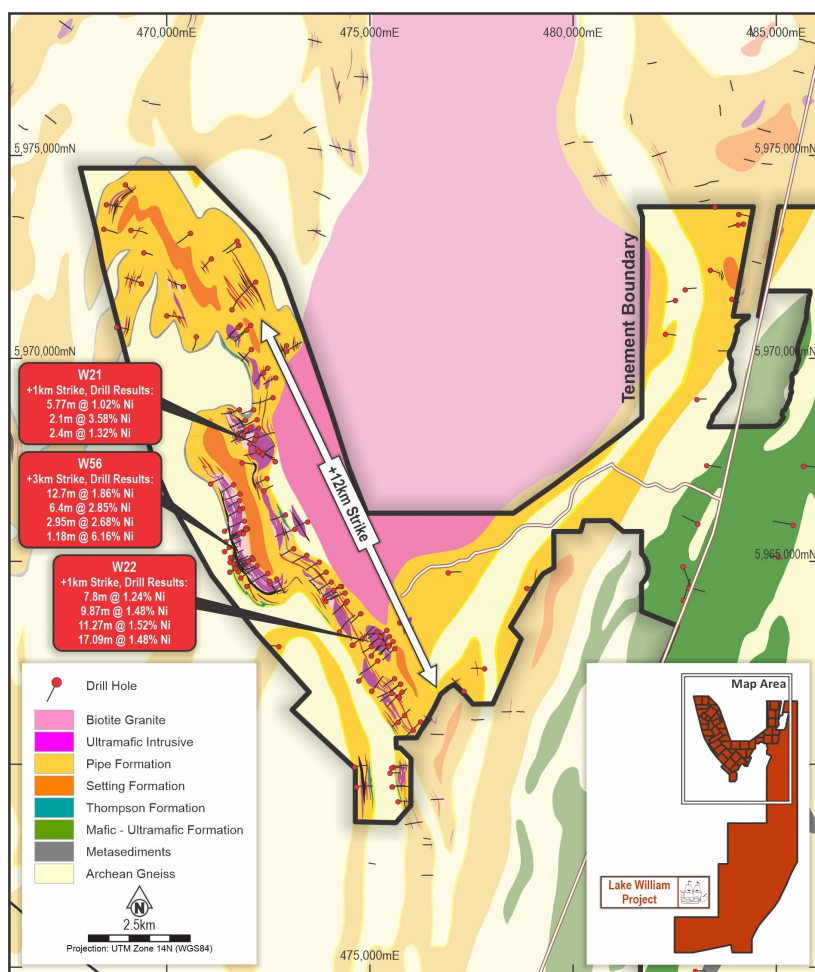 470,000mE
475,000mE
480,000mE
485,000mE
5,975,000mN
5,975,000mN
Tenement Boundary
5,970,000mN
5,970,000mN
W21
+1km Strike, Drill Results:
5.77m @ 1.02% Ni
2.1m @ 3.58% Ni
2.4m @ 1.32% Ni
W56
+3km Strike, Drill Results:
12.7m @ 1.86% Ni
6.4m @ 2.85% Ni
2.95m @ 2.68% Ni
1.18m @ 6.16% Ni
+12km Strike
W22
+1km Strike, Drill Results:
7.8m @ 1.24% Ni
9.87m @ 1.48% Ni
11.27m @ 1.52% Ni
17.09m @ 1.48% Ni
5,965,000mN
Drill Hole
Biotite Granite
Ultramafic Intrusive
Pipe Formation
Setting Formation
Thompson Formation
Mafic - Ultramafic Formation
Metasediments
Archean Gneiss
N
2.5km
Projection: UTM Zone 14N (WGS84)
475,000mE
Map Area
Lake William
Project